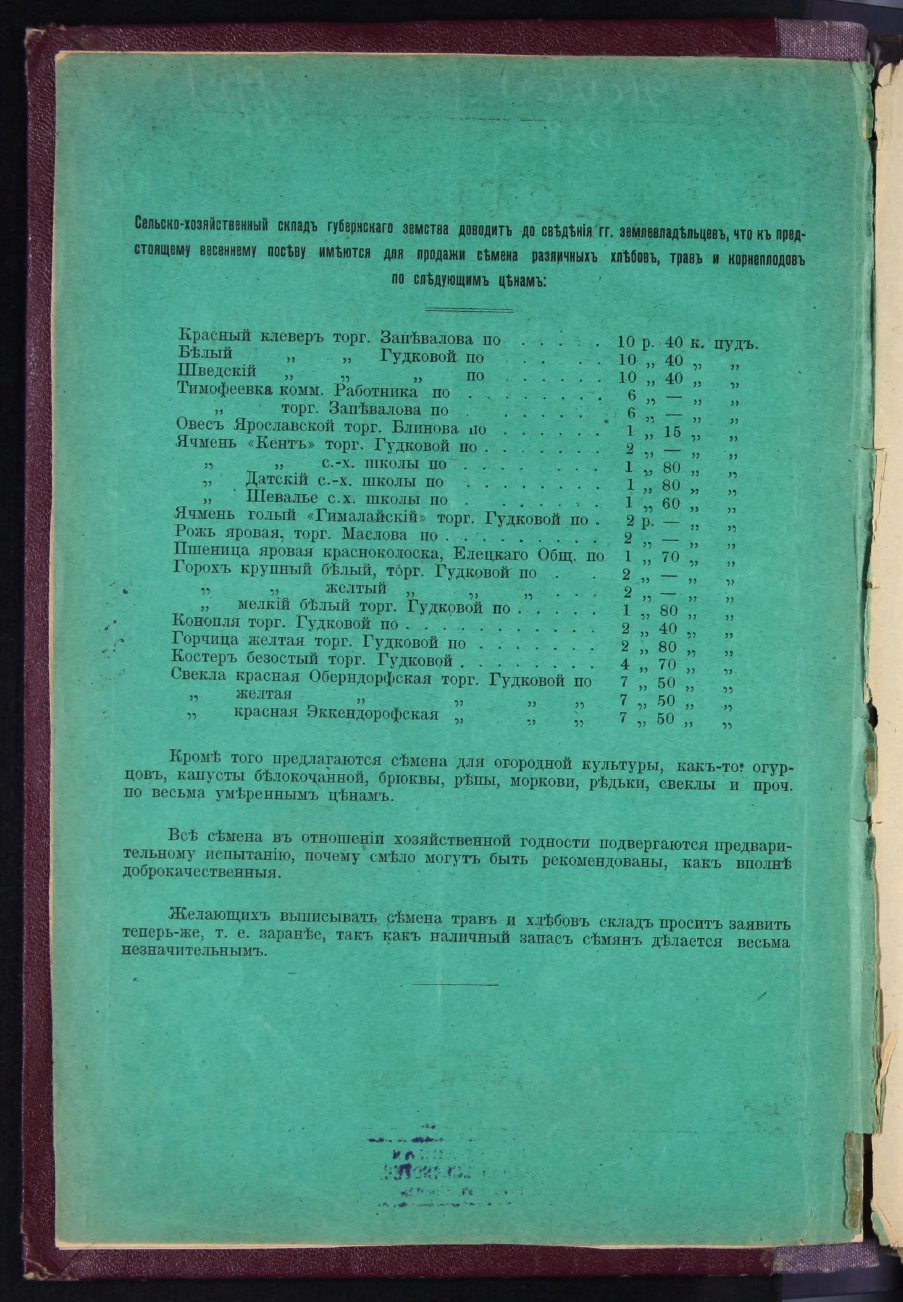 Сельско-хозяйственный складъ губернскаго земства доводитъ до свѣдѣнія гг. землевладѣльцевъ, что къ пред-
стоящему весеннему посѣву имѣются для продажи сѣмена различныхъ хлѣбовъ, травъ и корнеплодовъ
по слѣдующимъ цѣнамъ:
Красный клеверъ торг. Запѣвалова по . . . . . 10 р. 40 к. пудъ.
Бѣлый „ „ Гудковой по . . . . . . 10 „ 40 „ „
Шведскій „ „ „ по . . . . . . 10 „ 40 „ „
Тимофеевка комм. Работника по . . . . . . . 6 „ — „ „
„ торг. Запѣвалова по . . . . . . . 6 „ — „ „
Овесъ Ярославской торг. Блинова по . . . . . . 1 „ 15 „ „
Ячмень «Кентъ» торг. Гудковой по . . . . . . 2 „ — „ „
„ „ с.-х. школы по . . . . . . . 1 „ 80 „ „
„ Датскій с.-х. школы по . . . . . . . 1 „ 80 „ „
„ Шевалье с.х. школы по . . . . . . . 1 „ 60 „ „
Ячмень голый «Гималайскій» торг. Гудковой по . 2 р. — „ „
Рожь яровая, торг. Маслова по . . . . . . . . 2 „ — „ „
Пшеница яровая красноколоска, Елецкаго Общ. по 1 „ 70 „ „
Горохъ крупный бѣлый, торг. Гудковой по . . 2 „ — „ „
„ „ желтый „ „ „ . . 2 „ — „ „
„ мелкій бѣлый торг. Гудковой по . . . . . 1 „ 80 „ „
Конопля торг. Гудковой по . . . . . . . . . . 2 „ 40 „ „
Горчица желтая торг. Гудковой по . . . . . . . 2 „ 80 „ „
Костеръ безостый торг. Гудковой . . . . . . . . 4 „ 70 „ „
Свекла красная Оберндорфская торг. Гудковой по 7 „ 50 „ „
„ желтая „ „ „ „ 7 „ 50 „ „
„ красная Эккендорофская „ „ „ 7 „ 50 „ „
Кромѣ того предлагаются сѣмена для огородной культуры, какъ-то: огур-
цовъ, капусты бѣлокочанной, брюквы, рѣпы, моркови, рѣдьки, свеклы и проч.
по весьма умѣреннымъ цѣнамъ.
Всѣ сѣмена въ отношеніи хозяйственной годности подвергаются предвари-
тельному испытанію, почему смѣло могутъ быть рекомендованы, какъ вполнѣ
доброкачественныя.
Желающихъ выписывать сѣмена травъ и хлѣбовъ складъ проситъ заявить
теперь-же, т. е. заранѣе, такъ какъ наличный запасъ сѣмянъ дѣлается весьма
незначительнымъ.